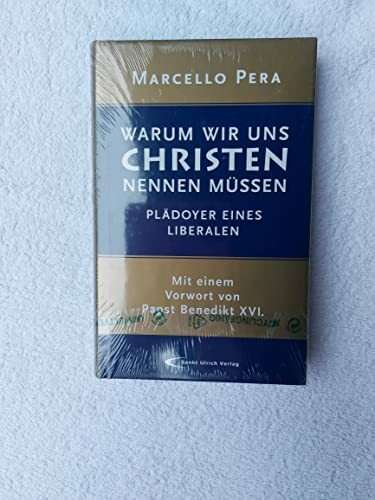 MARCELLO PERA
WARUM WIR UNS
CHRISTEN
NENNEN MÜSSEN
PLÄDOYER EINES
LIBERALEN
Mit einem
Vorwort von
Papst Benedikt XVI.
Sankt Ulrich Verlag